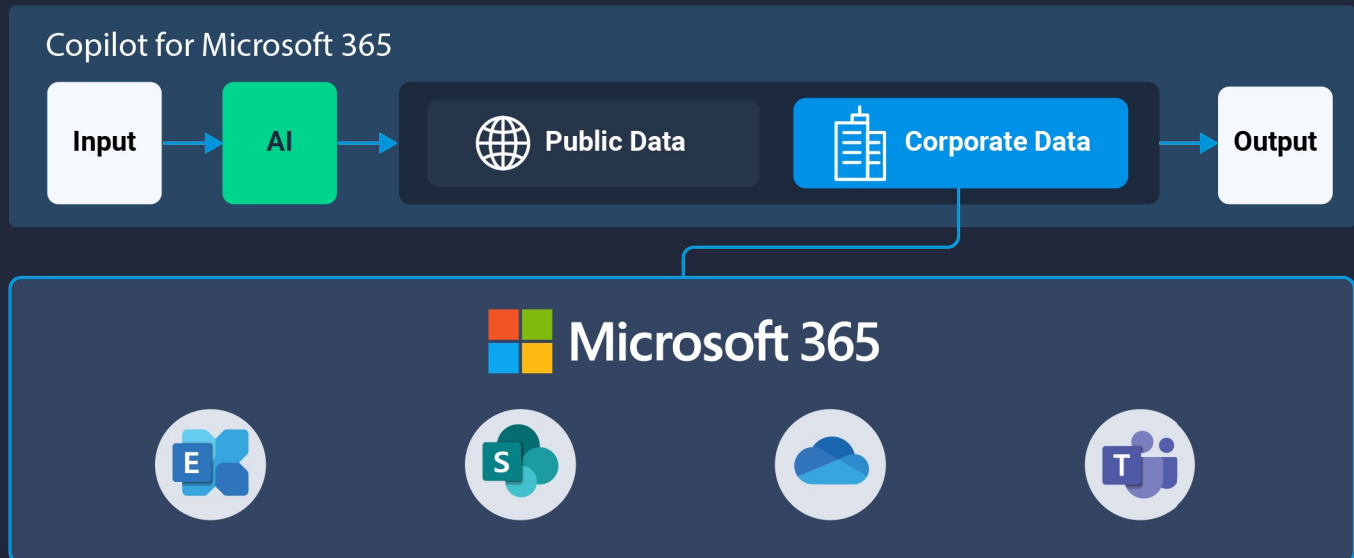 Copilot for Microsoft 365
Input
AI
Public Data
Corporate Data
Output
Microsoft 365
E
S
T